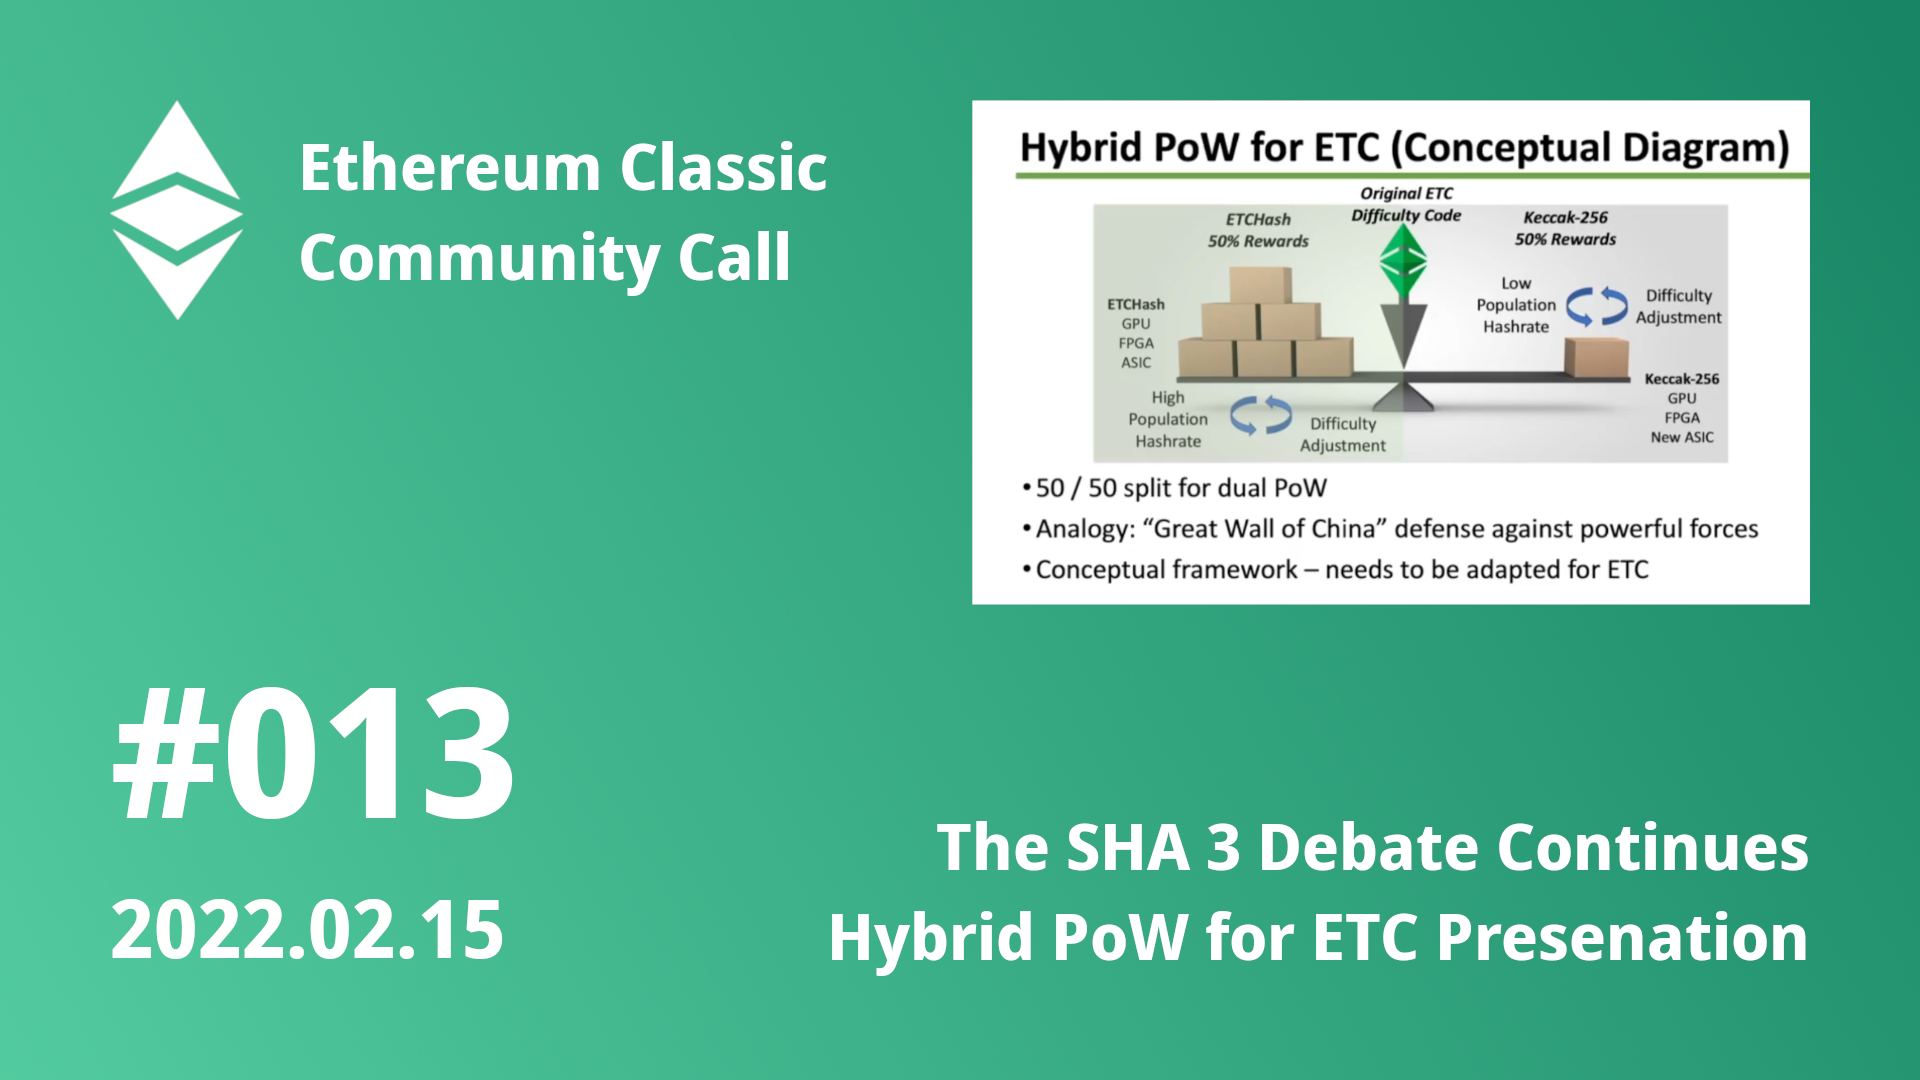 Ethereum Classic
Community Call
Hybrid PoW for ETC (Conceptual Diagram)
Original ETC
Difficulty Code
ETCHash
50% Rewards
Keccak-256
50% Rewards
ETCHash
GPU
FPGA
ASIC
High
Population
Hashrate
Difficulty
Adjustment
Low
Population
Hashrate
Difficulty
Adjustment
Keccak-256
GPU
FPGA
New ASIC
• 50 / 50 split for dual PoW
• Analogy: “Great Wall of China” defense against powerful forces
• Conceptual framework – needs to be adapted for ETC
#013
2022.02.15
The SHA 3 Debate Continues
Hybrid PoW for ETC Presenation